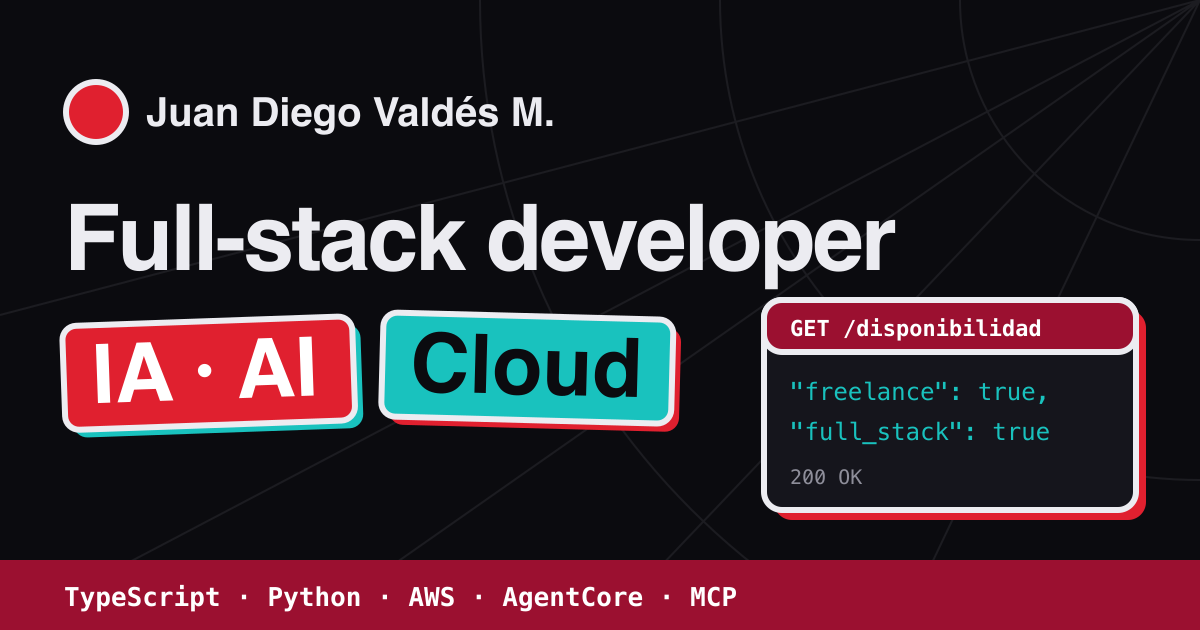 Juan Diego Valdés M.
Full-stack developer
IA · AI
Cloud
GET /disponibilidad
"freelance": true,
"full_stack": true
200 OK
TypeScript · Python · AWS · AgentCore · MCP